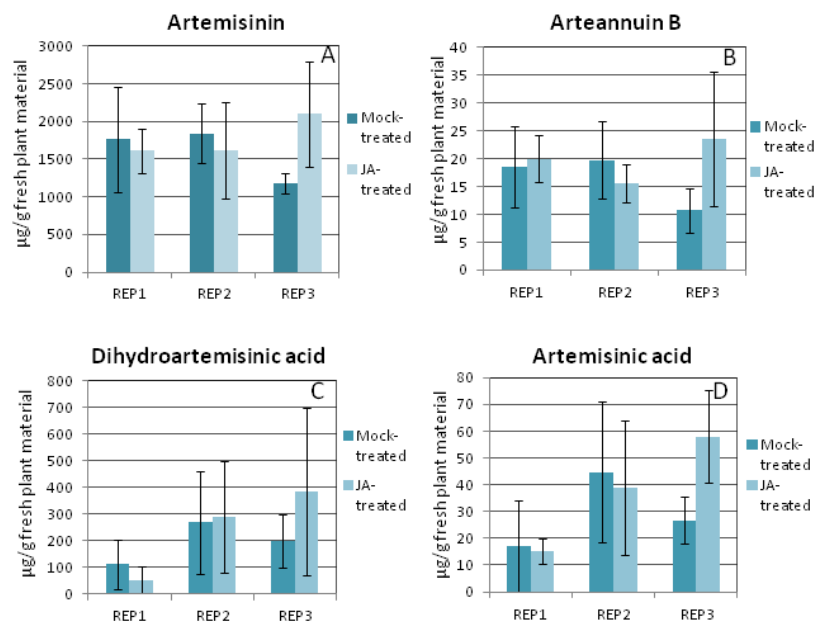 Artemisinin
A
µg/g fresh plant material
3000
2500
2000
1500
1000
500
0
REP1 REP2 REP3
Mock-
treated
JA-
treated
Arteannuin B
B
µg/g fresh plant material
40
35
30
25
20
15
10
5
0
REP1 REP2 REP3
Mock-
treated
JA-
treated
Dihydroartemisinic acid
C
µg/g fresh plant material
800
700
600
500
400
300
200
100
0
REP1 REP2 REP3
Mock-
treated
JA-
treated
Artemisinic acid
D
µg/g fresh plant material
80
70
60
50
40
30
20
10
0
REP1 REP2 REP3
Mock-
treated
JA-
treated